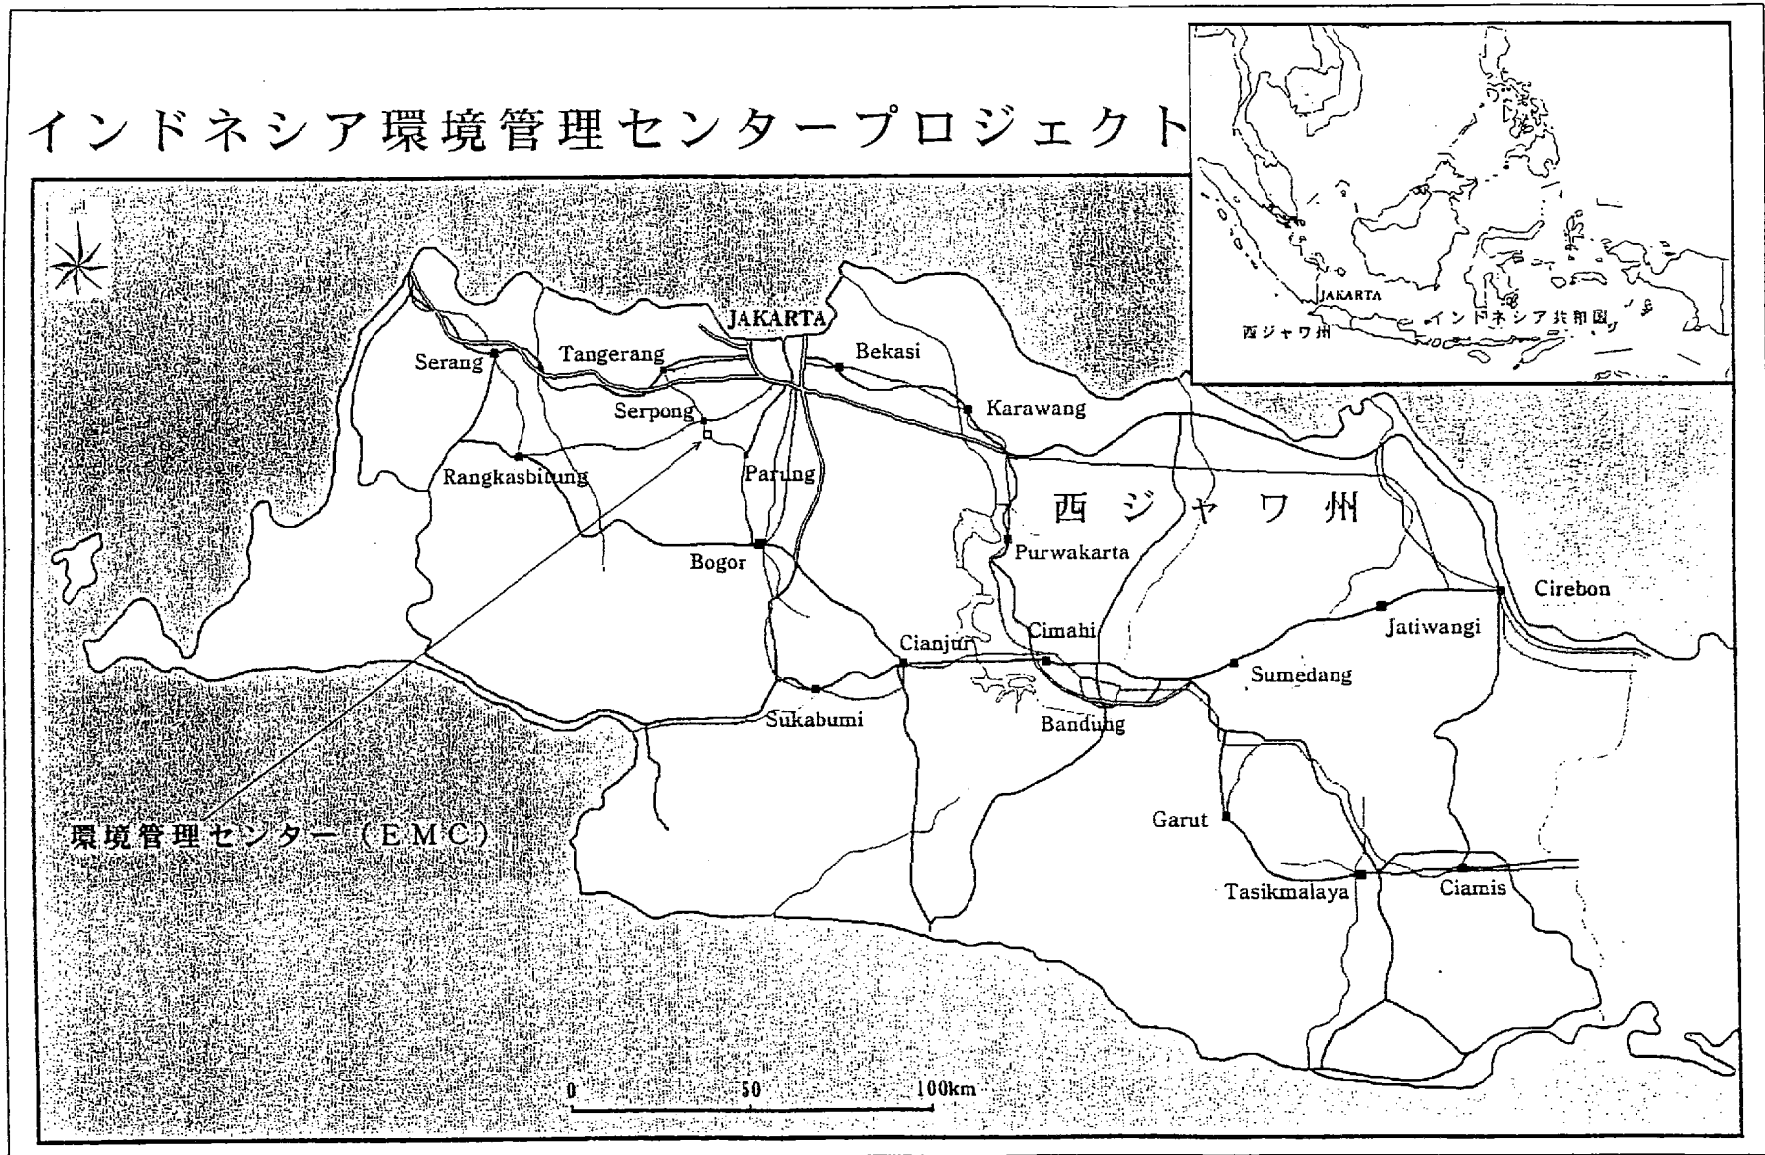 インドネシア環境管理センタープロジェクト
JAKARTA
インドネシア共和国
西ジャワ州
JAKARTA
Serang
Tangerang
Bekasi
Serpong
Karawang
Rangkasbitung
Parung
西ジャワ州
Bogor
Purwakarta
Cirebon
Jatiwangi
Cianjur
Cimahi
Sumedang
Sukabumi
Bandung
環境管理センター (EMC)
Garut
Tasikmalaya
Ciamis
0 50 100km